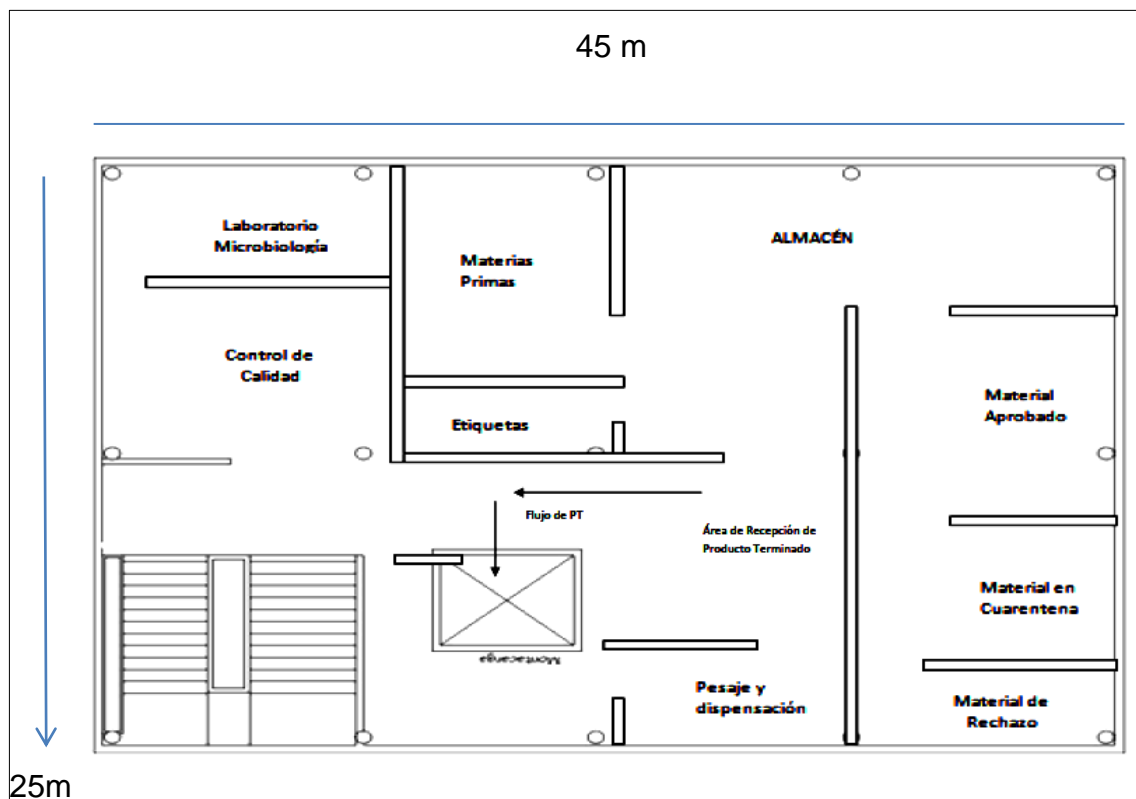 45 m
Laboratorio
Microbiología
ALMACÉN
Materias
Primas
Control de
Calidad
Material
Aprobado
Etiquetas
Flujo de PT
Área de Recepción de
Producto Terminado
Material en
Cuarentena
Montacarga
Pesaje y
dispensación
Material de
Rechazo
25m